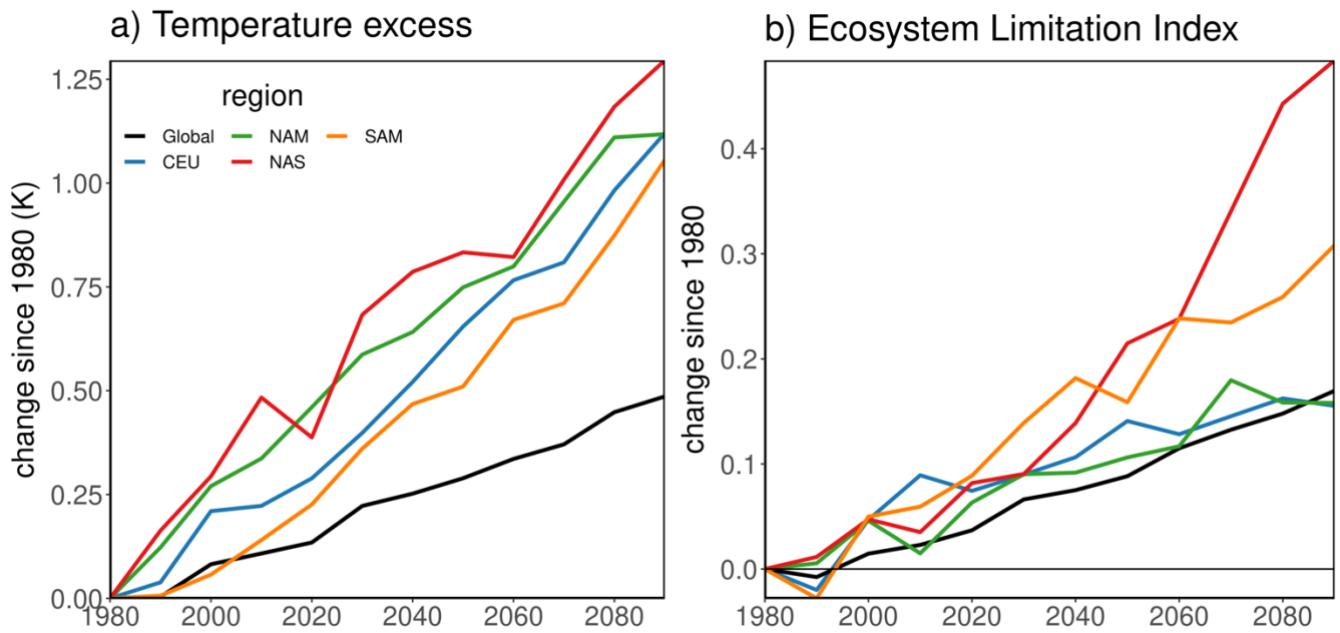 a) Temperature excess
b) Ecosystem Limitation Index
change since 1980 (K)
1.25
1.00
0.75
0.50
0.25
0.00
region
Global NAM SAM
CEU NAS
1980 2000 2020 2040 2060 2080
change since 1980
0.4
0.3
0.2
0.1
0.0
1980 2000 2020 2040 2060 2080